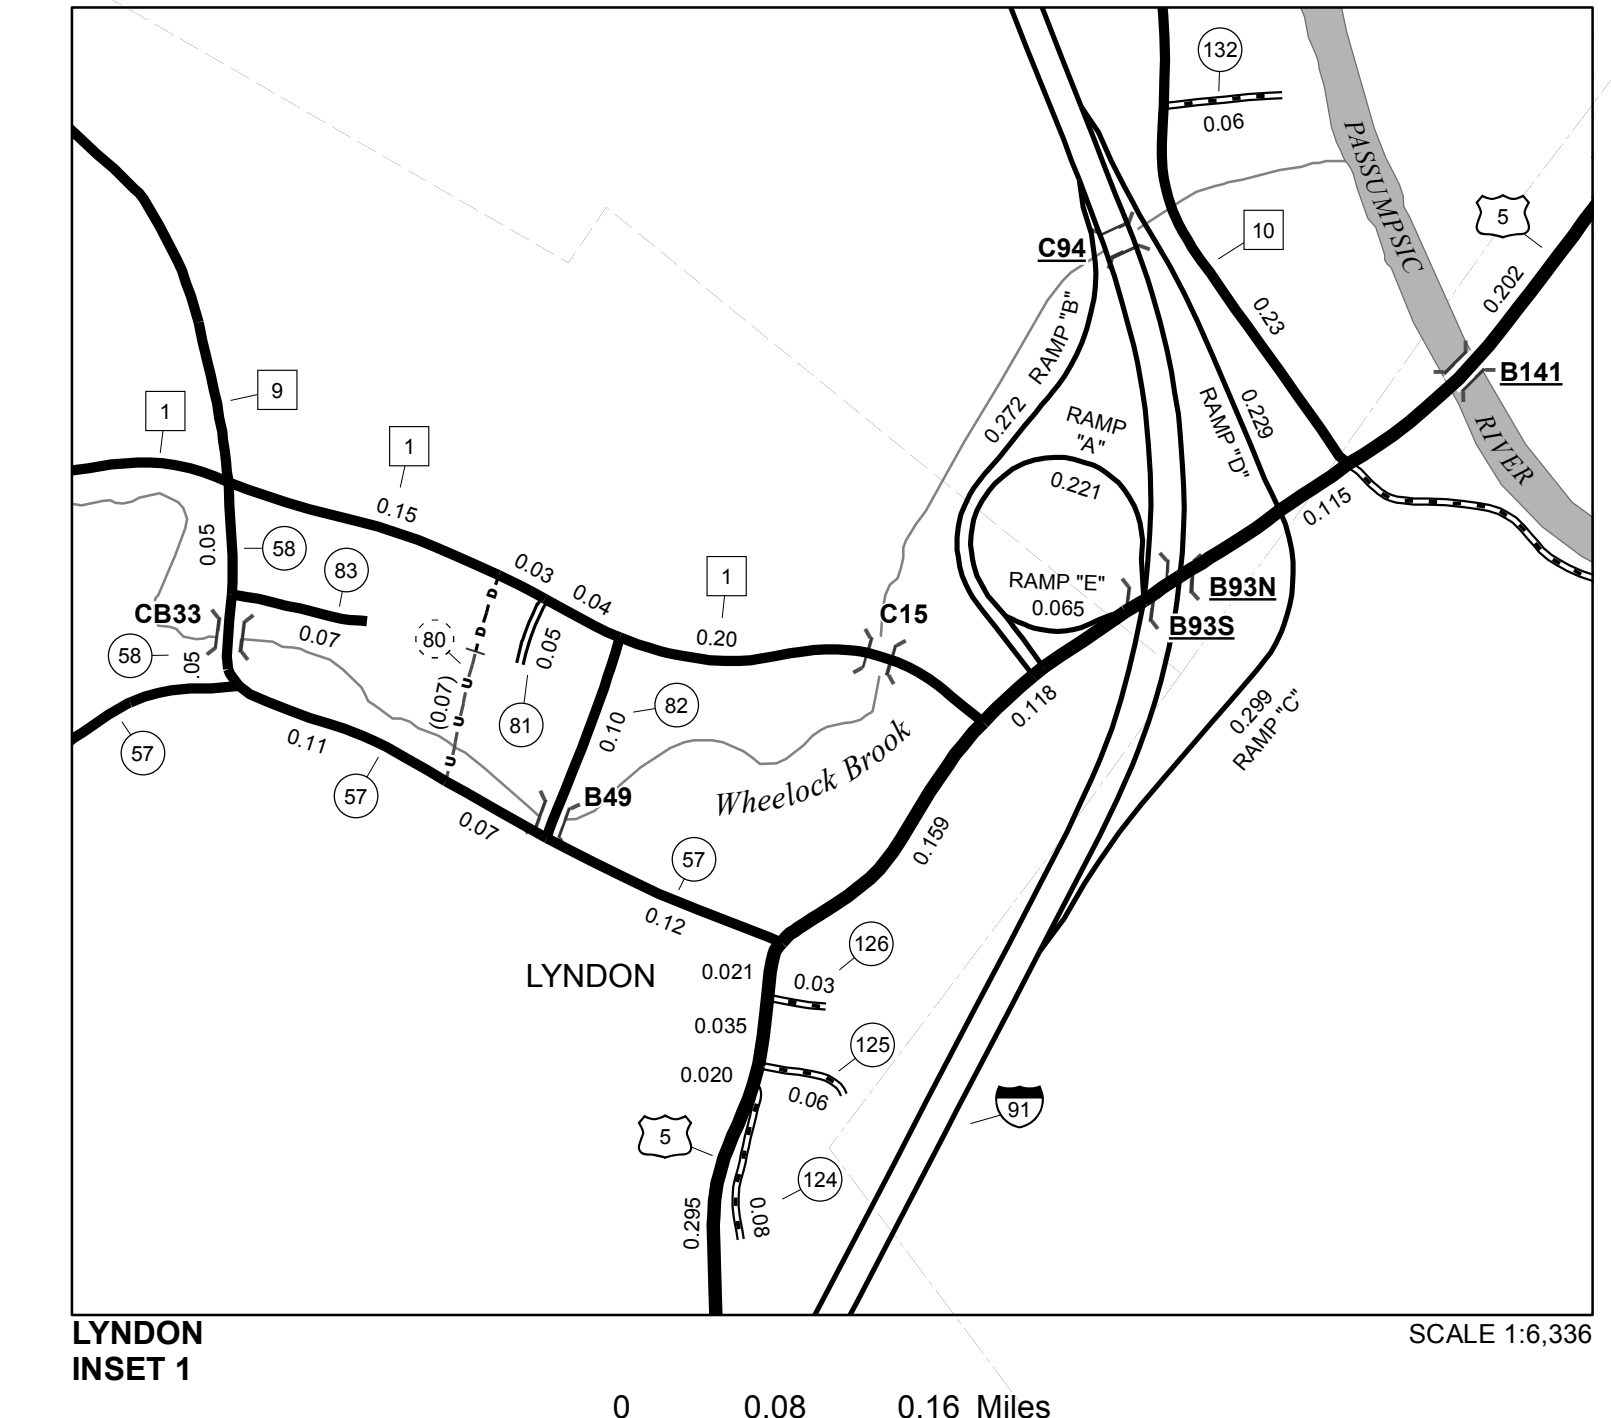 132
0.06
PASSUMPSIC
5
10
C94
0.202
0.23
RAMP "B"
B141
9
1
1
0.272
RAMP
"A"
0.229
RAMP "D"
RIVER
0.221
0.15
0.115
0.05
58
83
0.03
0.04
1
RAMP "E"
0.065
B93N
B93S
CB33
C15
0.07
80
0.05
0.20
58
.05
(0.07)
81
82
0.118
0.299
RAMP "C"
57
0.11
0.10
Wheelock Brook
57
B49
0.07
0.159
57
0.12
126
LYNDON
0.021
0.03
0.035
125
0.020
0.06
91
5
124
0.295
0.08
D
D
U
U
U
LYNDON
INSET 1
SCALE 1:6,336
0 0.08 0.16 Miles